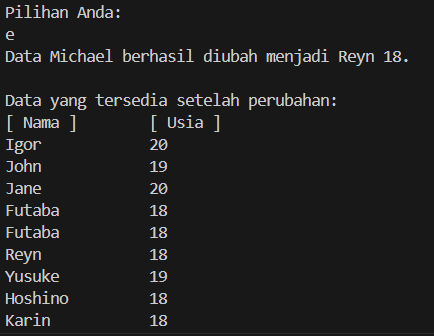 Pilihan Anda:
e
Data Michael berhasil diubah menjadi Reyn 18.
Data yang tersedia setelah perubahan:
[ Nama ] [ Usia ]
Igor 20
John 19
Jane 20
Futaba 18
Futaba 18
Reyn 18
Yusuke 19
Hoshino 18
Karin 18